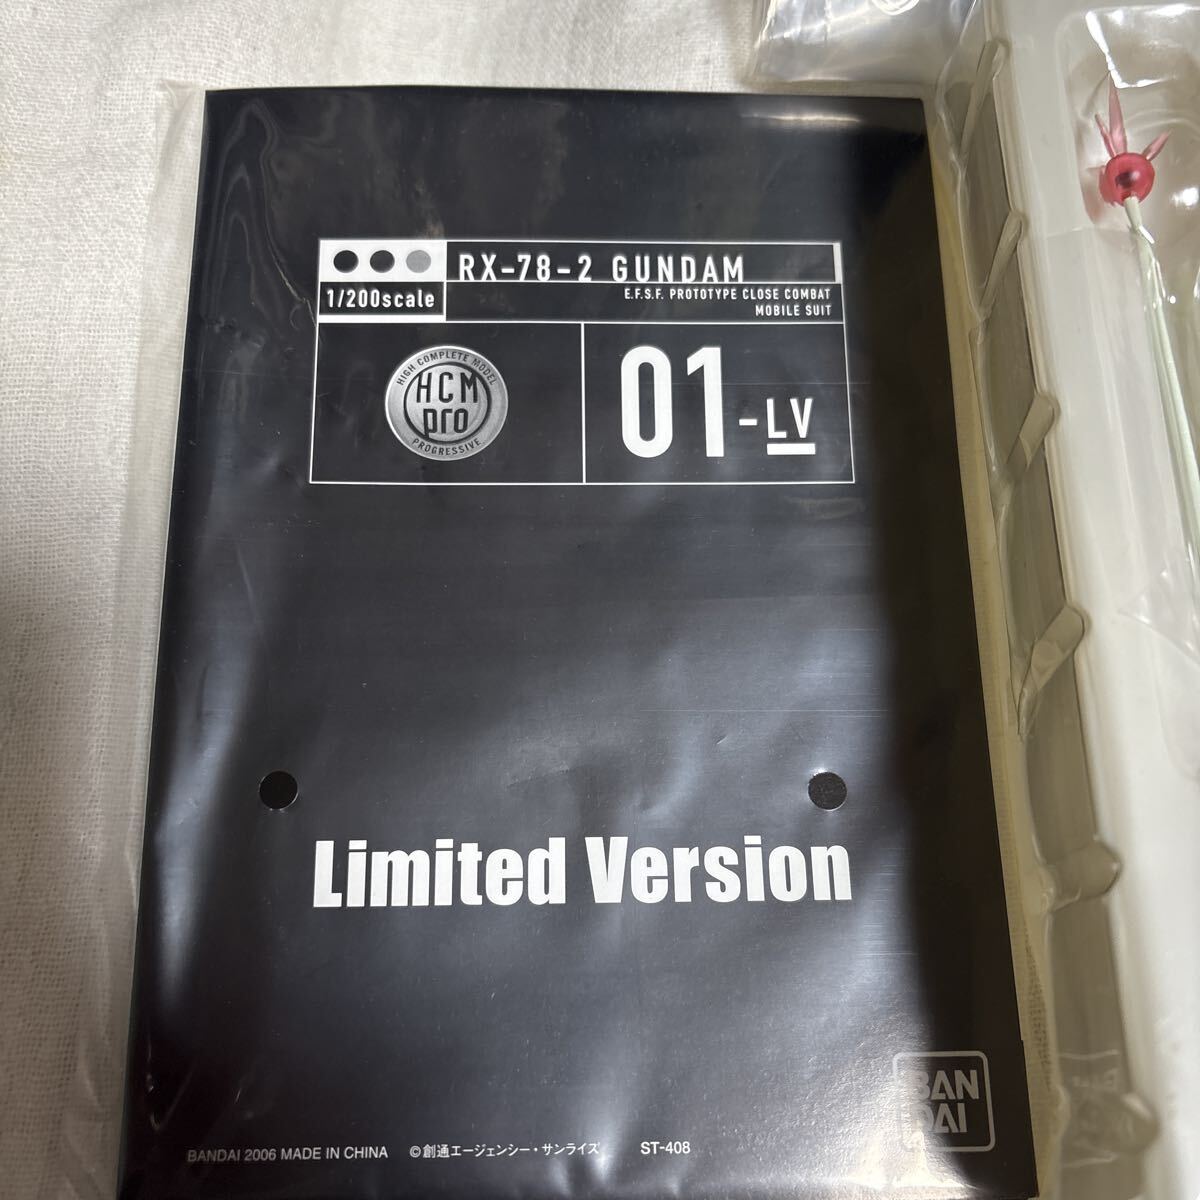 RX-78-2 GUNDAM
1/200scale
E.F.S.F. PROTOTYPE CLOSE COMBAT
MOBILE SUIT
HIGH COMPLETE MODEL
HCM
pro
PROGRESSIVE
01-LV
Limited Version
BAN
DAI
BANDAI 2006 MADE IN CHINA ©創通エージェンシー・サンライズ ST-408